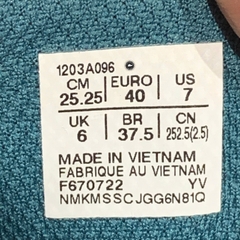 1203A096
CM EURO US
25.25 40 7
UK BR CN
6 37.5 252.5(2.5)
MADE IN VIETNAM
FABRIQUE AU VIETNAM
F670722 YV
NMKMSSCJGG6N81Q